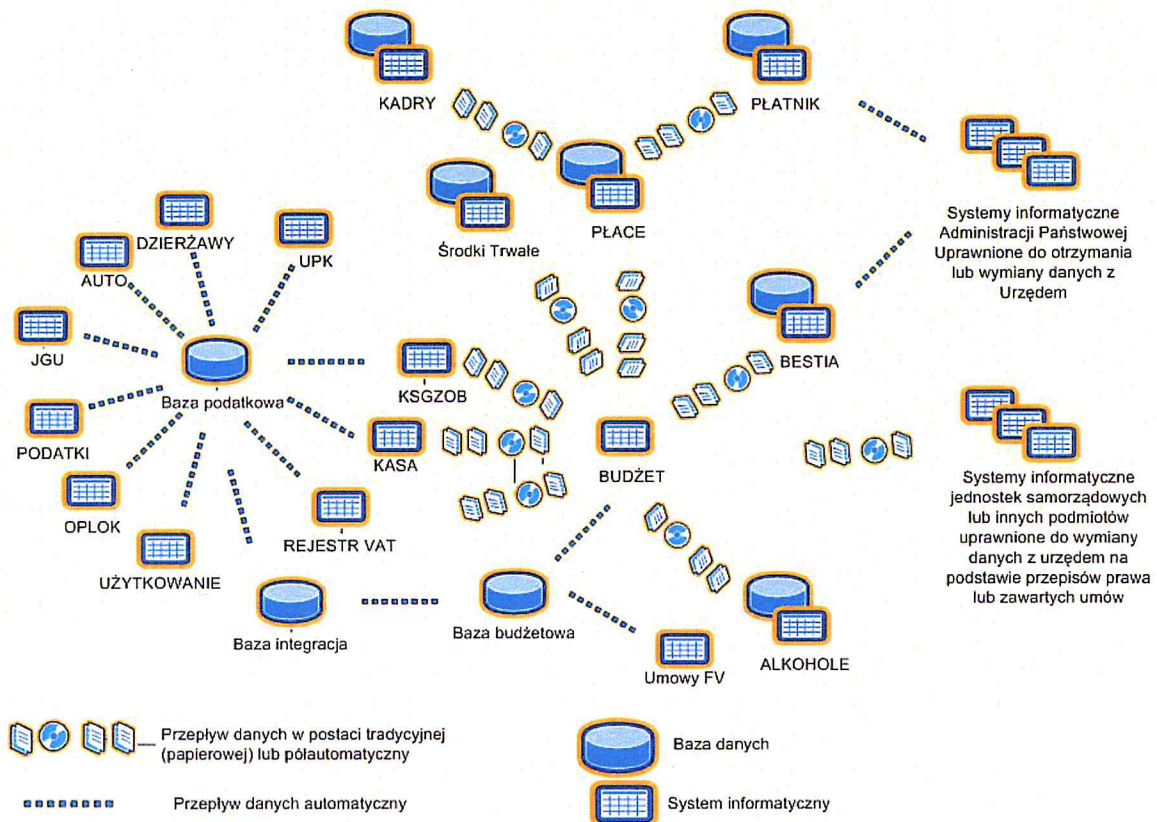 KADRY
PŁATNIK
PŁACE
Środki Trwałe
Systemy informatyczne
Administracji Państwowej
Uprawnione do otrzymania
lub wymiany danych z
Urzędem
DZIERŻAWY
UPK
AUTO
JGU
Baza podatkowa
KSGZOB
BESTIA
PODATKI
KASA
BUDŻET
OPLOK
REJESTR VAT
UŻYTKOWANIE
Systemy informatyczne
jednostek samorządowych
lub innych podmiotów
uprawnione do wymiany
danych z urzędem na
podstawie przepisów prawa
lub zawartych umów
Baza integracja
Baza budżetowa
Umowy FV
ALKOHOLE
Przepływ danych w postaci tradycyjnej
(papierowej) lub półautomatyczny
Baza danych
Przepływ danych automatyczny
System informatyczny